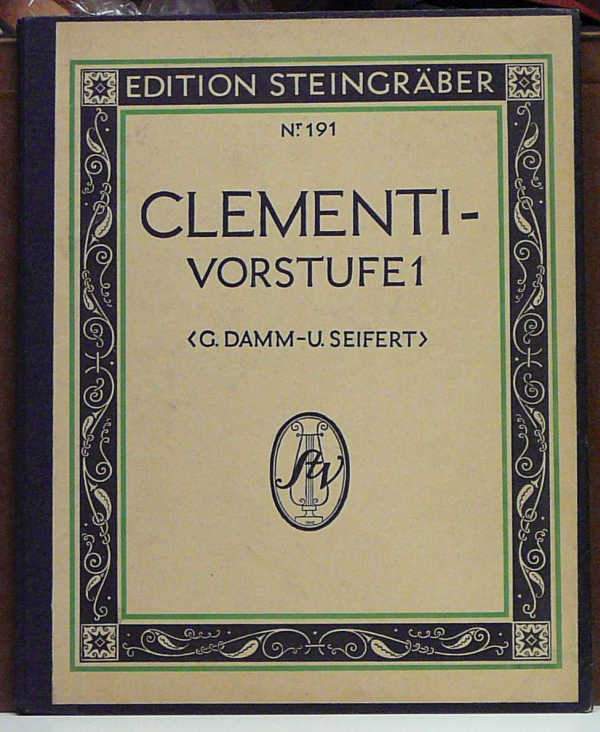 EDITION STEINGRÄBER
Nr. 191
CLEMENTI-
VORSTUFE 1
<G. DAMM-U. SEIFERT>
StV